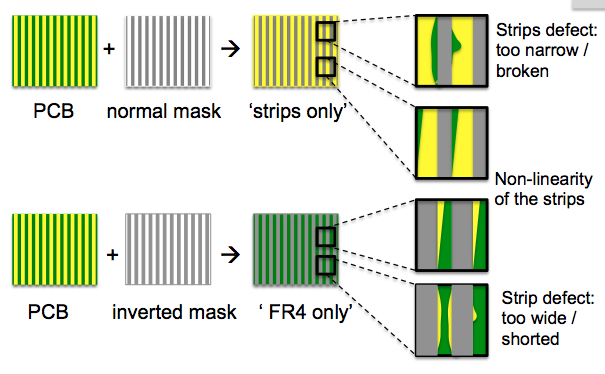 PCB
+
normal mask
→
'strips only'
Strips defect:
too narrow /
broken
Non-linearity
of the strips
PCB
+
inverted mask
→
' FR4 only'
Strip defect:
too wide /
shorted